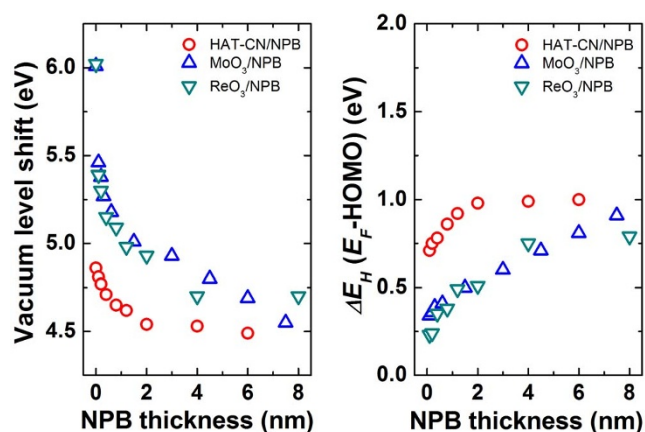 Vacuum level shift (eV)
6.0
5.5
5.0
4.5
0 2 4 6 8
NPB thickness (nm)
HAT-CN/NPB
MoO₃/NPB
ReO₃/NPB
ΔE_H (E_F-HOMO) (eV)
2.0
1.5
1.0
0.5
0.0
0 2 4 6 8
NPB thickness (nm)
HAT-CN/NPB
MoO₃/NPB
ReO₃/NPB